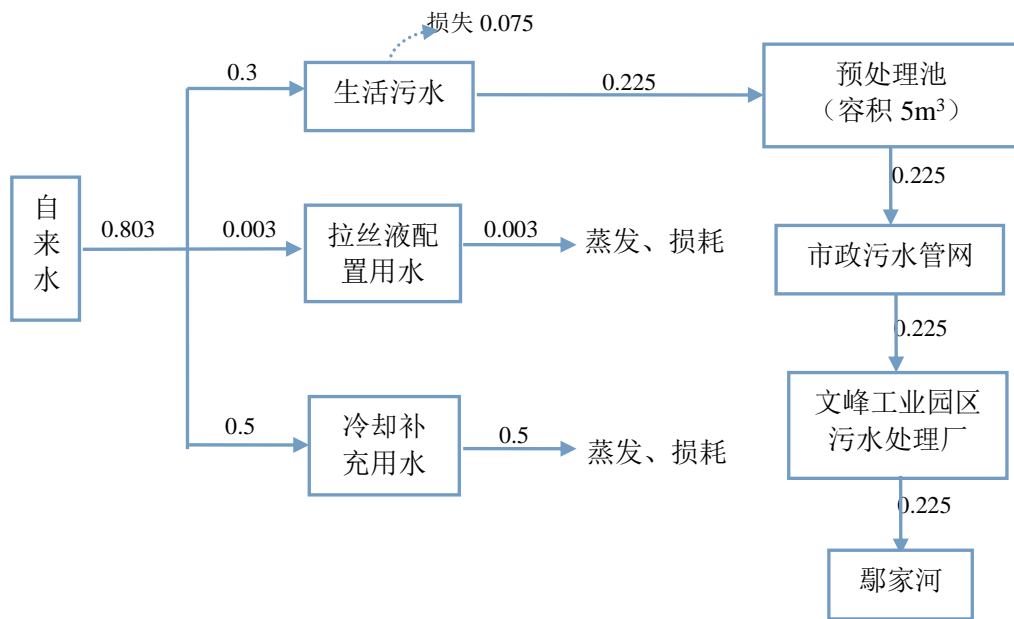 损失 0.075
0.3
生活污水
0.225
预处理池
（容积 5m³）
0.225
自
来
水
0.803
0.003
拉丝液配
置用水
0.003
蒸发、损耗
市政污水管网
0.225
文峰工业园区
污水处理厂
0.5
冷却补
充用水
0.5
蒸发、损耗
0.225
鄢家河